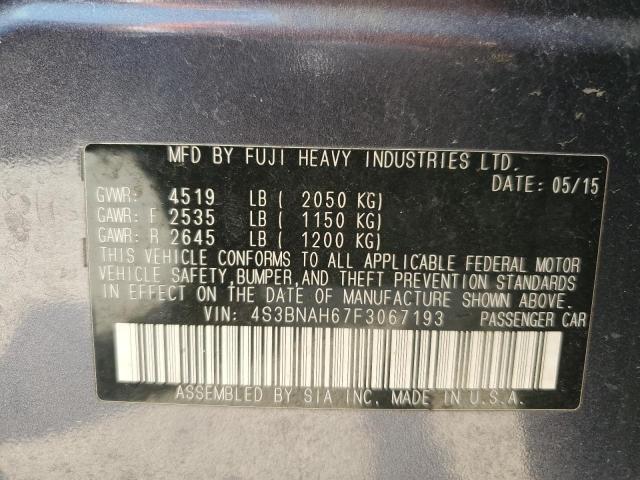 MFD BY FUJI HEAVY INDUSTRIES LTD.
DATE: 05/15
GVWR: 4519 LB ( 2050 KG)
GAWR: F 2535 LB ( 1150 KG)
GAWR: R 2645 LB ( 1200 KG)
THIS VEHICLE CONFORMS TO ALL APPLICABLE FEDERAL MOTOR
VEHICLE SAFETY,BUMPER,AND THEFT PREVENTION STANDARDS
IN EFFECT ON THE DATE OF MANUFACTURE SHOWN ABOVE.
VIN: 4S3BNAH67F3067193 PASSENGER CAR
ASSEMBLED BY SIA INC. MADE IN U.S.A.